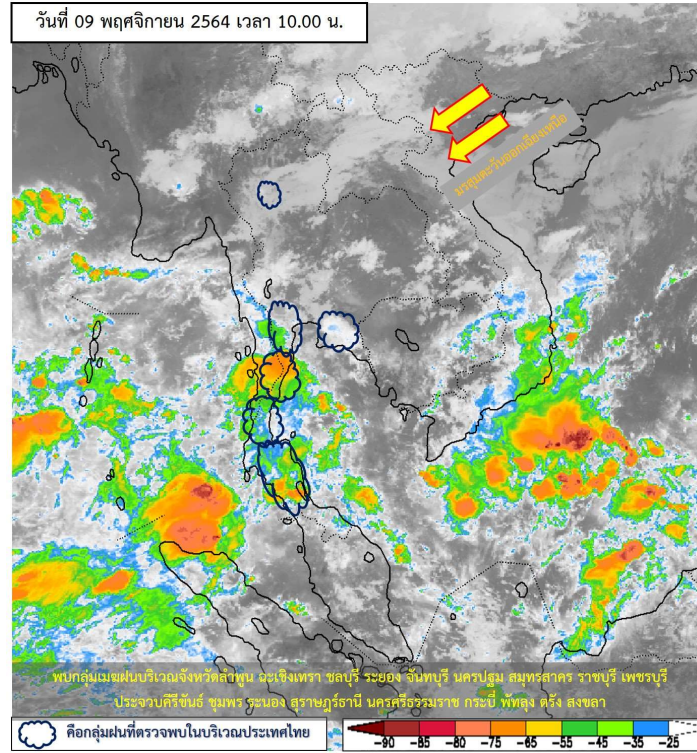 วันที่ 09 พฤศจิกายน 2564 เวลา 10.00 น.
มรสุมตะวันออกเฉียงเหนือ
พบกลุ่มเมฆฝนบริเวณจังหวัดลำพูน ฉะเชิงเทรา ชลบุรี ระยอง จันทบุรี นครปฐม สมุทรสาคร ราชบุรี เพชรบุรี
ประจวบคีรีขันธ์ ชุมพร ระนอง สุราษฎร์ธานี นครศรีธรรมราช กระบี่ พัทลุง ตรัง สงขลา
คือกลุ่มฝนที่ตรวจพบในบริเวณประเทศไทย
-90 -85 -80 -75 -65 -55 -45 -35 -25